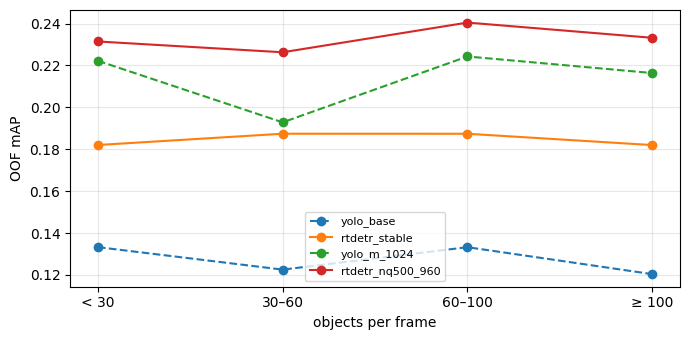 OOF mAP
0.24
0.22
0.20
0.18
0.16
0.14
0.12
yolo_base
rtdetr_stable
yolo_m_1024
rtdetr_nq500_960
< 30
30–60
60–100
≥ 100
objects per frame